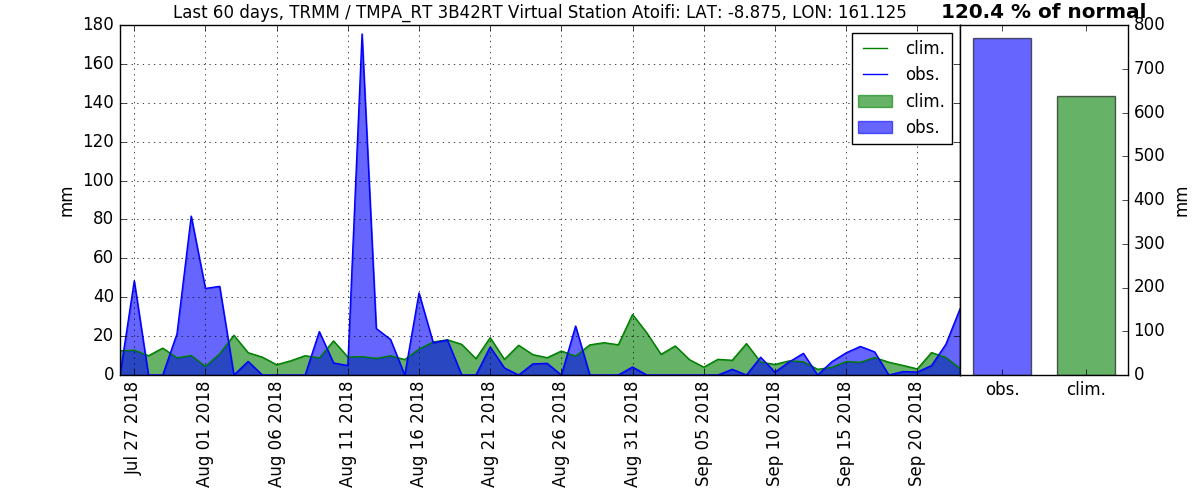 Last 60 days, TRMM / TMPA_RT 3B42RT Virtual Station Atoifi: LAT: -8.875, LON: 161.125
120.4 % of normal
180
160
140
120
100
80
60
40
20
0
mm
clim.
obs.
clim.
obs.
Jul 27 2018
Aug 01 2018
Aug 06 2018
Aug 11 2018
Aug 16 2018
Aug 21 2018
Aug 26 2018
Aug 31 2018
Sep 05 2018
Sep 10 2018
Sep 15 2018
Sep 20 2018
800
700
600
500
400
300
200
100
0
mm
obs.
clim.